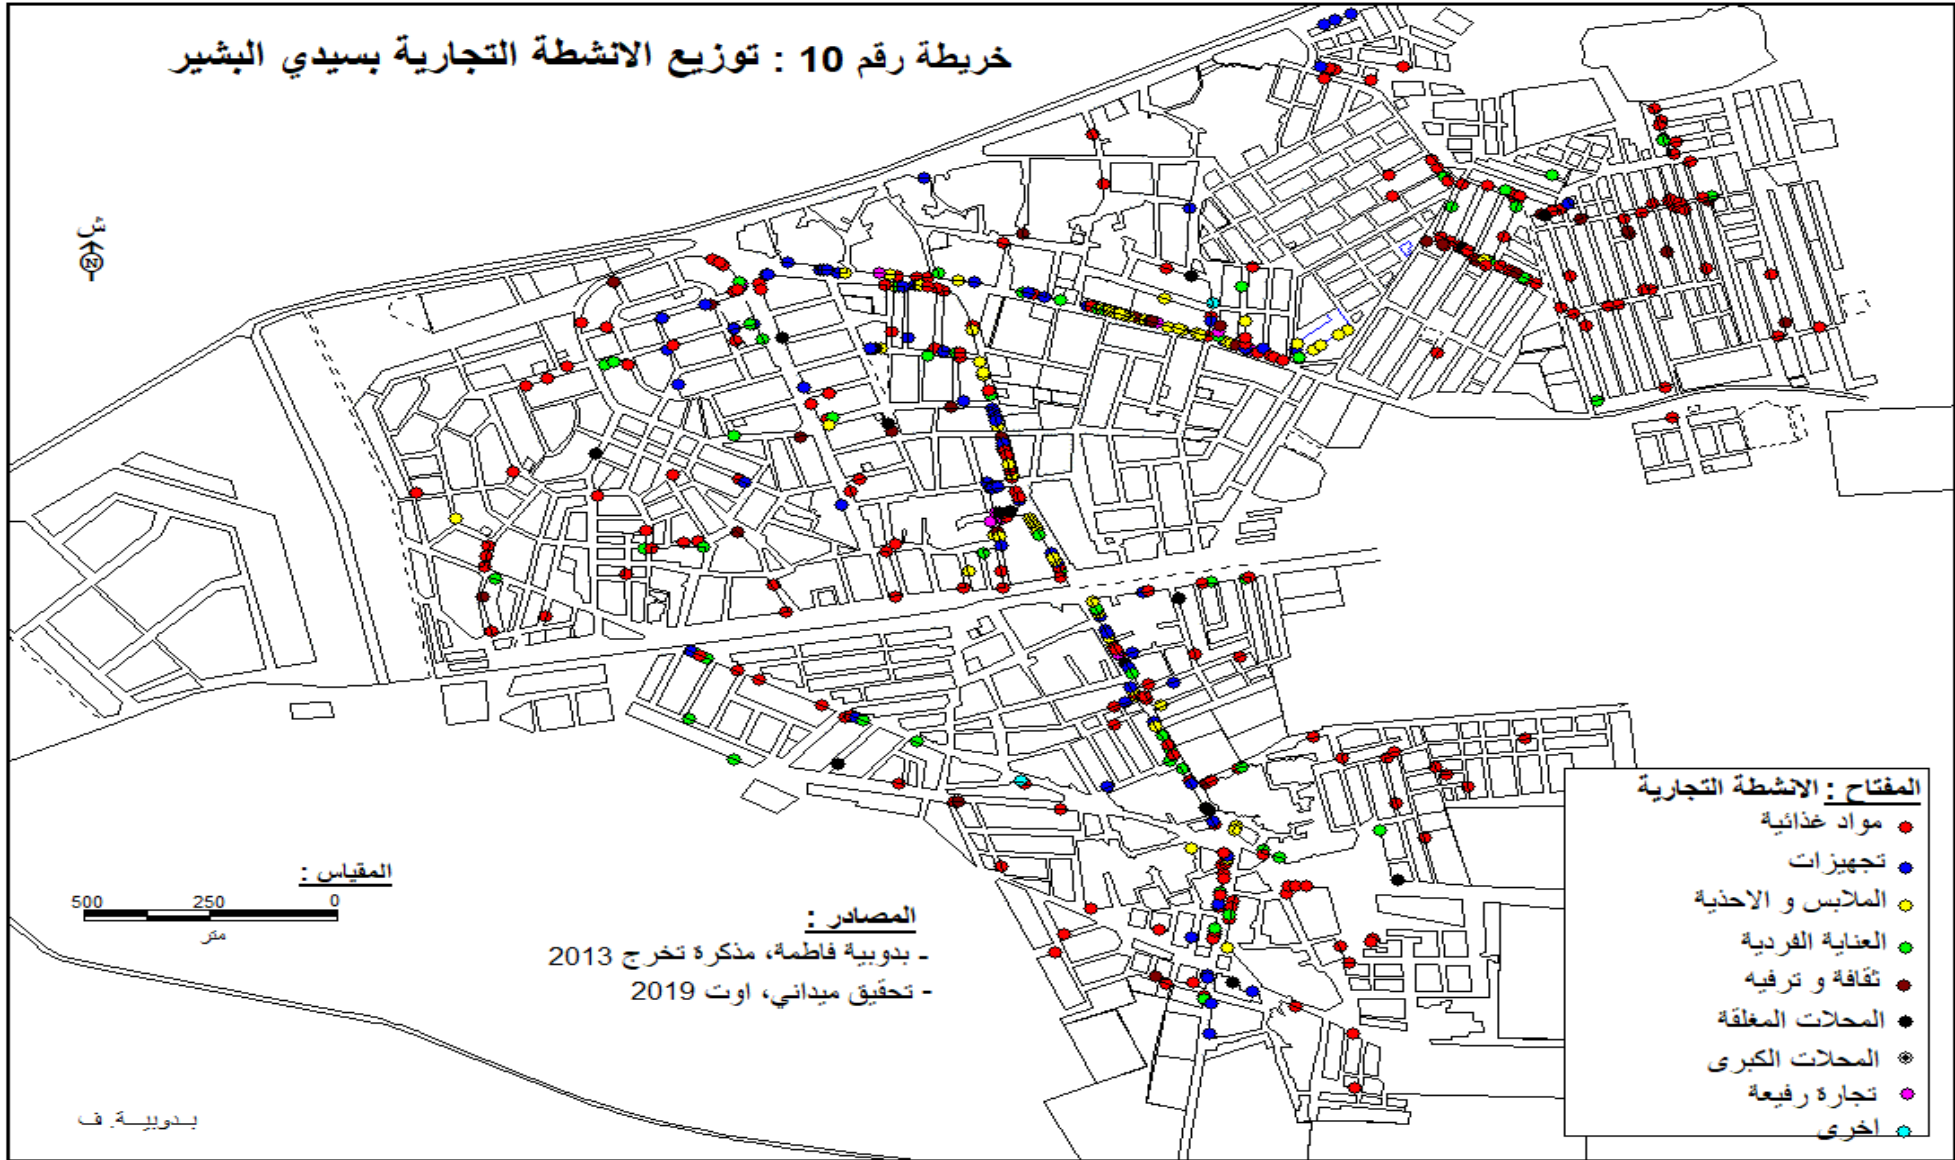 خريطة رقم 10 : توزيع الانشطة التجارية بسيدي البشير
N
المفتاح : الانشطة التجارية
مواد غذائية
تجهيزات
الملابس و الاحذية
العناية الفردية
ثقافة و ترفيه
المحلات المغلقة
المحلات الكبرى
تجارة رفيعة
اخرى
المقياس :
500 250 0
متر
المصادر :
- بدوبية فاطمة، مذكرة تخرج 2013
- تحقيق ميداني، اوت 2019
بـدوبيـــة. ف